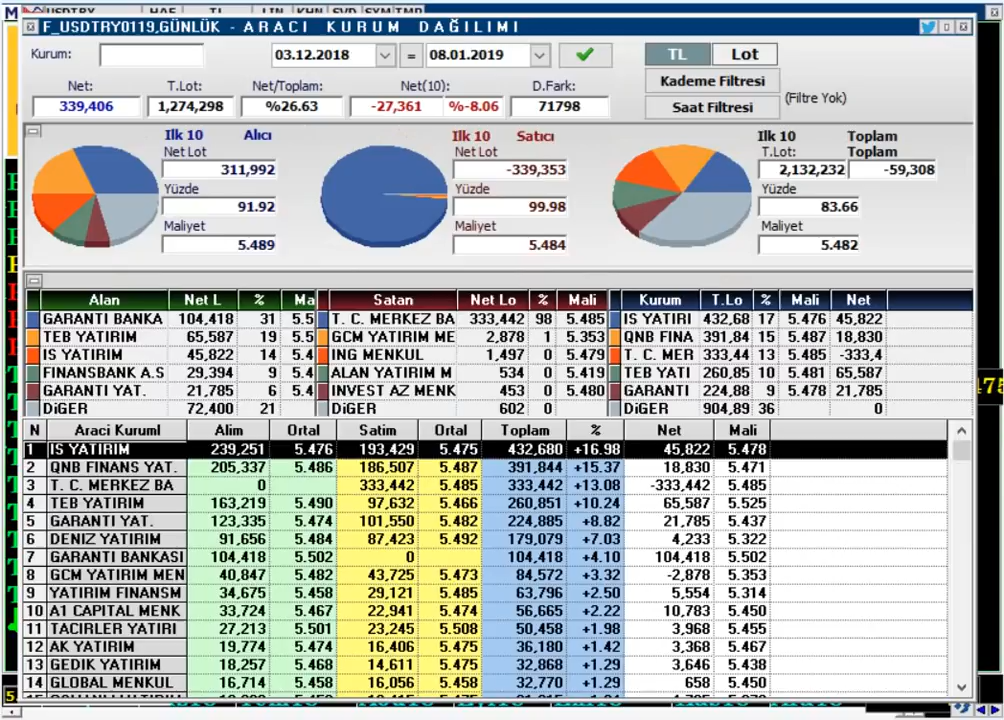 F_USDTRY0119,GÜNLÜK - ARACI KURUM DAĞILIMI
Kurum: 03.12.2018 = 08.01.2019 TL Lot
Kademe Filtresi
Saat Filtresi (Filtre Yok)
Net: T.Lot: Net/Toplam: Net(10): D.Fark:
339,406 1,274,298 %26.63 -27,361 %-8.06 71798
Ilk 10 Alıcı Ilk 10 Satıcı Ilk 10 Toplam
Net Lot Net Lot T.Lot: Toplam
311,992 -339,353 2,132,232 -59,308
Yüzde Yüzde Yüzde
91.92 99.98 83.66
Maliyet Maliyet Maliyet
5.489 5.484 5.482
Alan Net L % Ma Satan Net Lo % Mali Kurum T.Lo % Mali Net
GARANTI BANKA 104,418 31 5.5 T. C. MERKEZ BA 333,442 98 5.485 IS YATIRI 432,68 17 5.476 45,822
TEB YATIRIM 65,587 19 5.5 GCM YATIRIM ME 2,878 1 5.353 QNB FINA 391,84 15 5.487 18,830
IS YATIRIM 45,822 14 5.4 ING MENKUL 1,497 0 5.479 T. C. MER 333,44 13 5.485 -333,4
FINANSBANK A.S 29,394 9 5.4 ALAN YATIRIM M 534 0 5.419 TEB YATI 260,85 10 5.481 65,587
GARANTI YAT. 21,785 6 5.4 INVEST AZ MENK 453 0 5.480 GARANTI 224,88 9 5.478 21,785
DiGER 72,400 21 DiGER 602 0 DiGER 904,89 36 0
N Araci Kuruml Alim Ortal Satim Ortal Toplam % Net Mali
1 IS YATIRIM 239,251 5.476 193,429 5.475 432,680 +16.98 45,822 5.478
2 QNB FINANS YAT. 205,337 5.486 186,507 5.487 391,844 +15.37 18,830 5.471
3 T. C. MERKEZ BA 0 333,442 5.485 333,442 +13.08 -333,442 5.485
4 TEB YATIRIM 163,219 5.490 97,632 5.466 260,851 +10.24 65,587 5.525
5 GARANTI YAT. 123,335 5.474 101,550 5.482 224,885 +8.82 21,785 5.437
6 DENIZ YATIRIM 91,656 5.484 87,423 5.492 179,079 +7.03 4,233 5.322
7 GARANTI BANKASI 104,418 5.502 0 104,418 +4.10 104,418 5.502
8 GCM YATIRIM MEN 40,847 5.482 43,725 5.473 84,572 +3.32 -2,878 5.353
9 YATIRIM FINANSM 34,675 5.458 29,121 5.485 63,796 +2.50 5,554 5.314
10 A1 CAPITAL MENK 33,724 5.467 22,941 5.474 56,665 +2.22 10,783 5.450
11 TACIRLER YATIRI 27,213 5.501 23,245 5.508 50,458 +1.98 3,968 5.455
12 AK YATIRIM 19,774 5.474 16,406 5.475 36,180 +1.42 3,368 5.467
13 GEDIK YATIRIM 18,257 5.468 14,611 5.475 32,868 +1.29 3,646 5.438
14 GLOBAL MENKUL 16,714 5.458 16,056 5.458 32,770 +1.29 658 5.450